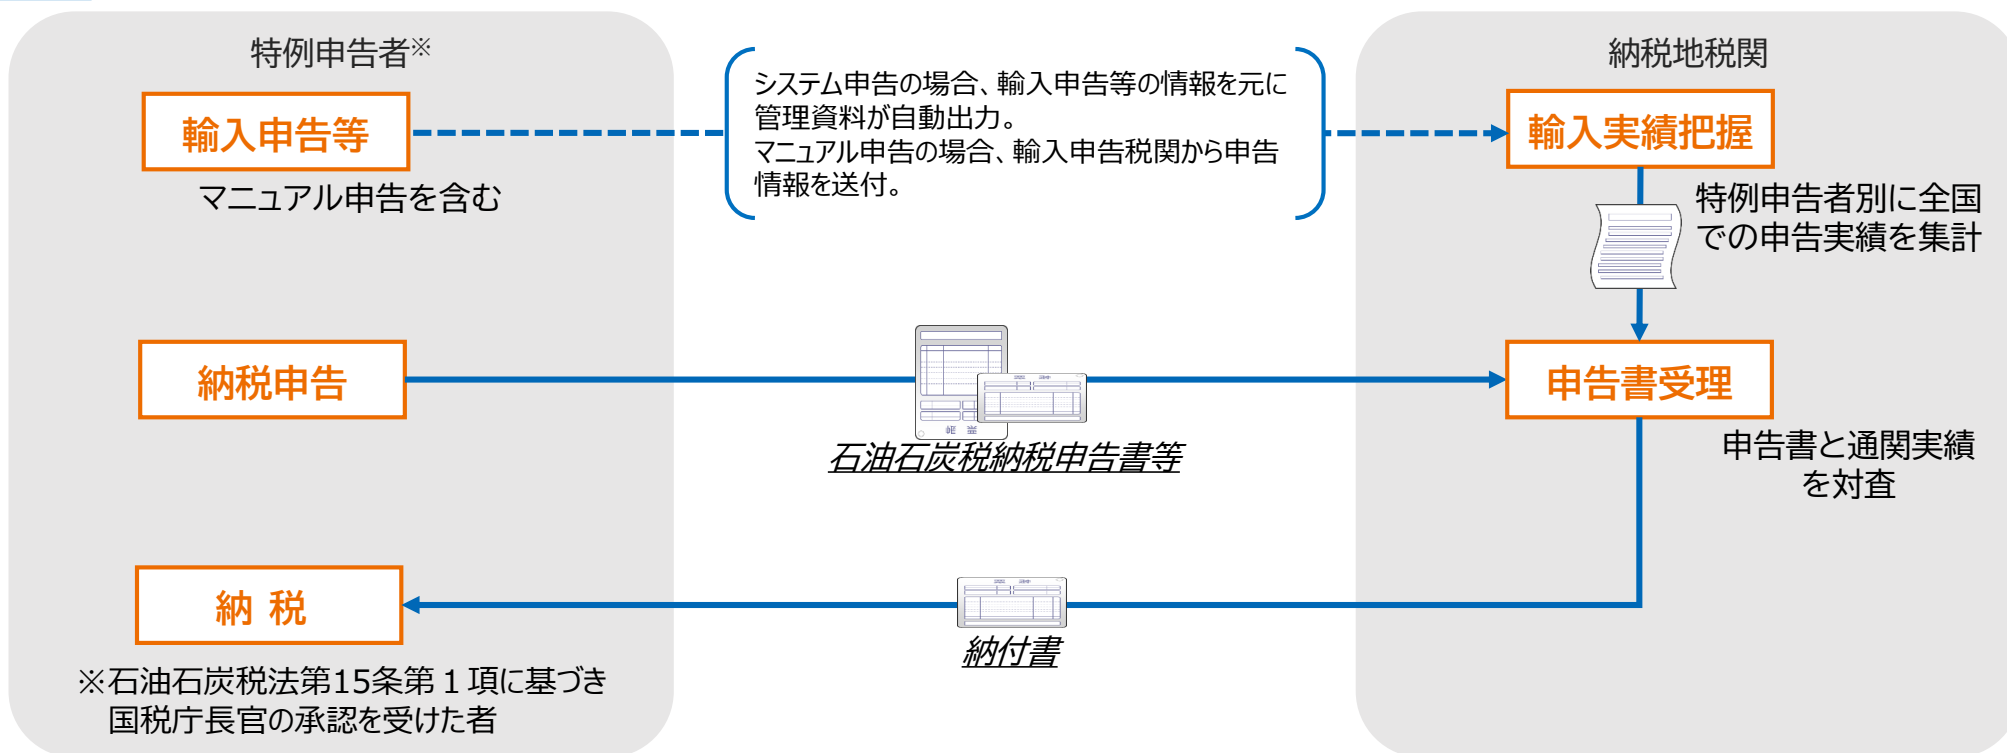 特例申告者※
納税地税関
輸入申告等
マニュアル申告を含む
システム申告の場合、輸入申告等の情報を元に
管理資料が自動出力。
マニュアル申告の場合、輸入申告税関から申告
情報を送付。
輸入実績把握
特例申告者別に全国
での申告実績を集計
納税申告
石油石炭税納税申告書等
申告書受理
申告書と通関実績
を対査
納 税
納付書
※石油石炭税法第15条第１項に基づき
国税庁長官の承認を受けた者